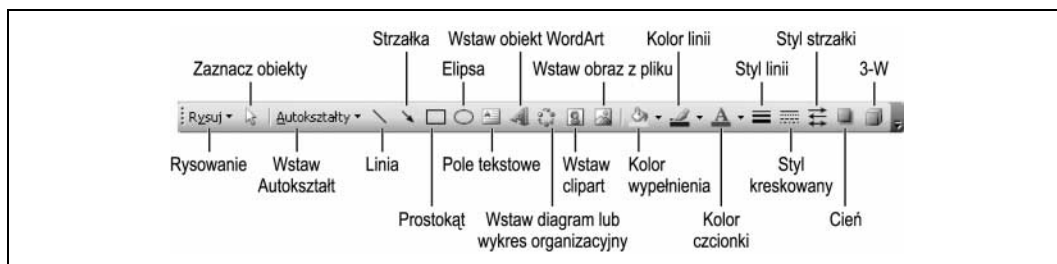 Strzałka Wstaw obiekt WordArt Kolor linii Styl strzałki
Zaznacz obiekty Elipsa Wstaw obraz z pliku Styl linii 3-W
Rysuj Autokształty
Rysowanie Wstaw Autokształt Linia Pole tekstowe Wstaw clipart Kolor wypełnienia Styl kreskowany
Prostokąt Wstaw diagram lub wykres organizacyjny Kolor czcionki Cień